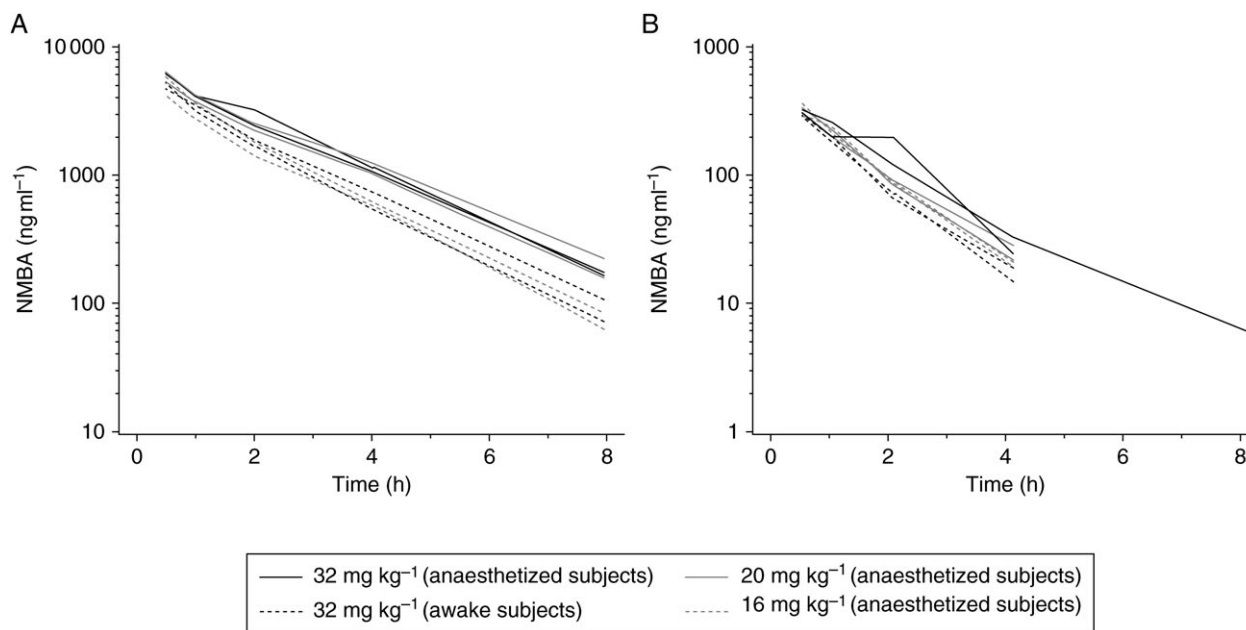 A
10 000
1000
100
10
NMBA (ng ml⁻¹)
0 2 4 6 8
Time (h)
B
1000
100
10
1
NMBA (ng ml⁻¹)
0 2 4 6 8
Time (h)
32 mg kg⁻¹ (anaesthetized subjects)
20 mg kg⁻¹ (anaesthetized subjects)
32 mg kg⁻¹ (awake subjects)
16 mg kg⁻¹ (anaesthetized subjects)